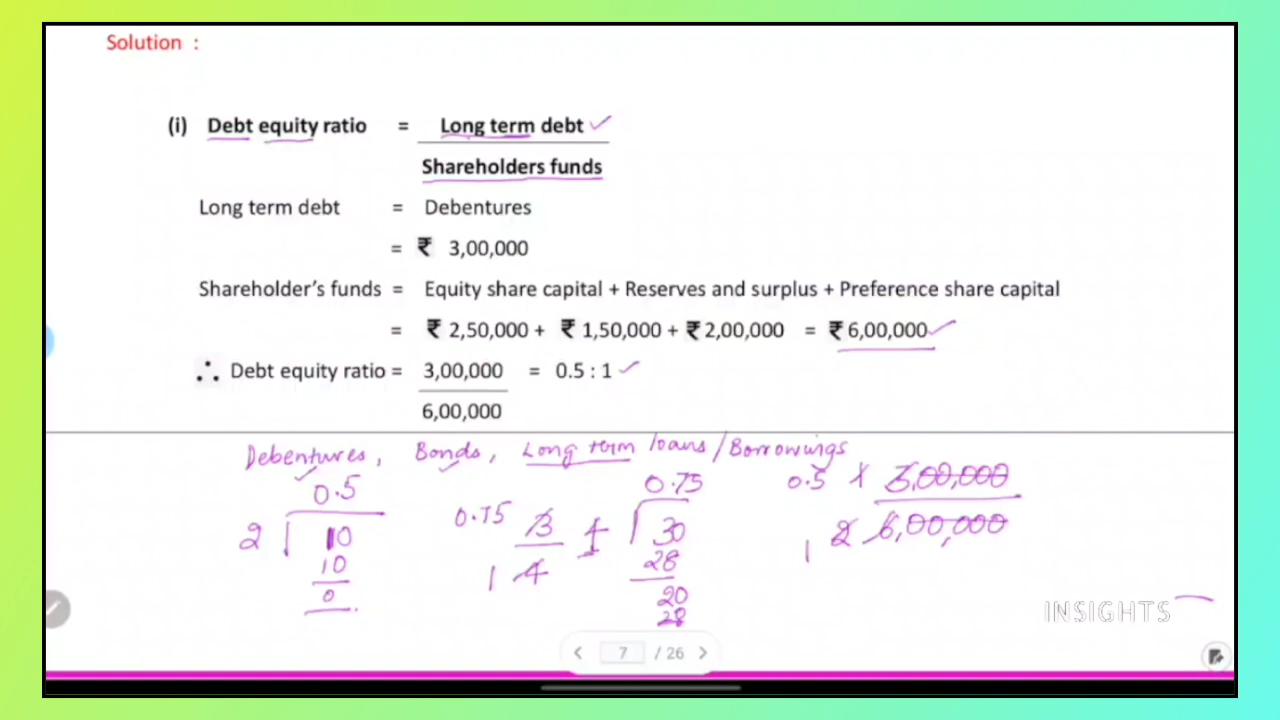 Solution :
(i) Debt equity ratio = Long term debt
Shareholders funds
Long term debt = Debentures
= ₹ 3,00,000
Shareholder's funds = Equity share capital + Reserves and surplus + Preference share capital
= ₹ 2,50,000 + ₹ 1,50,000 + ₹ 2,00,000 = ₹ 6,00,000
∴ Debt equity ratio = 3,00,000 = 0.5 : 1
6,00,000
Debentures, Bonds, Long term loans / Borrowings
0.5 0.75 0.5 3,00,000
2 10 0.75 3 4 30 2 6,00,000
10 1 4 28 1
0 20
28
INSIGHTS
7 / 26